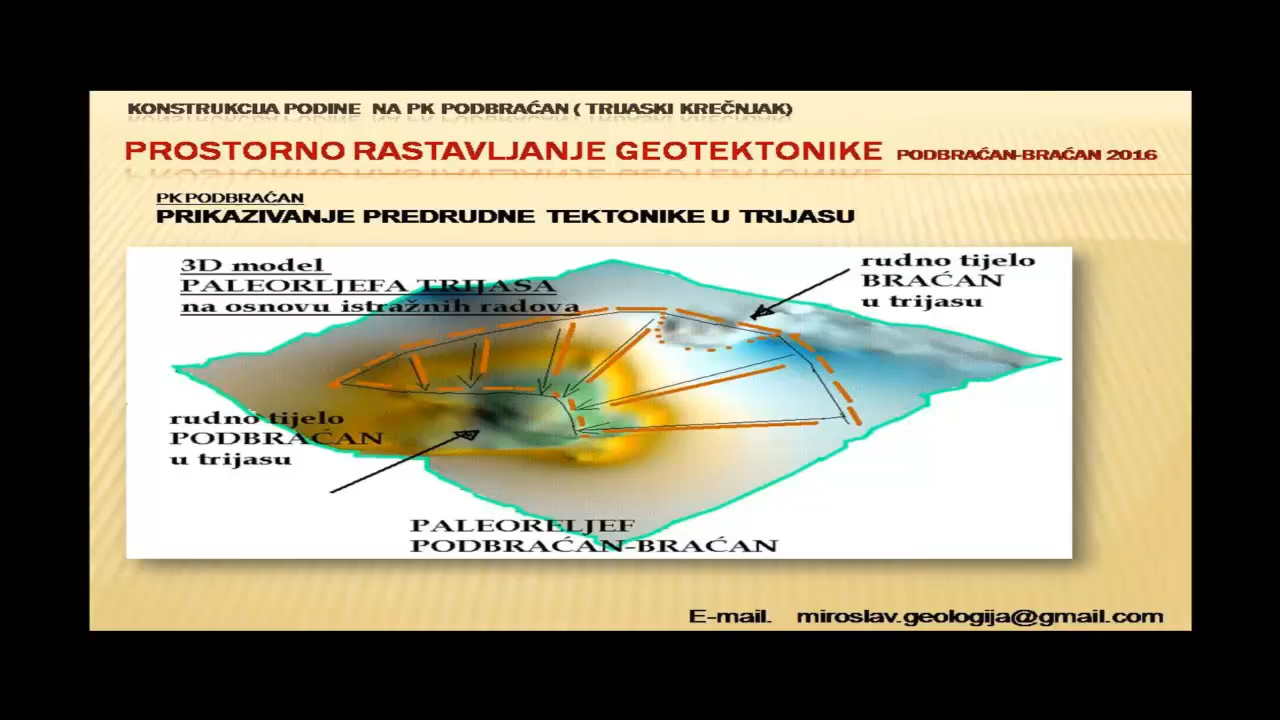 KONSTRUKCIJA PODINE NA PK PODBRAĆAN ( TRIJASKI KREČNJAK)
PROSTORNO RASTAVLJANJE GEOTEKTONIKE PODBRAĆAN-BRAĆAN 2016
PK PODBRAĆAN
PRIKAZIVANJE PREDRUDNE TEKTONIKE U TRIJASU
3D model
PALEORLJEFA TRIJASA
na osnovu istražnih radova
rudno tijelo
BRAĆAN
u trijasu
rudno tijelo
PODBRAĆAN
u trijasu
PALEORELJEF
PODBRAĆAN-BRAĆAN
E-mail. miroslav.geologija@gmail.com